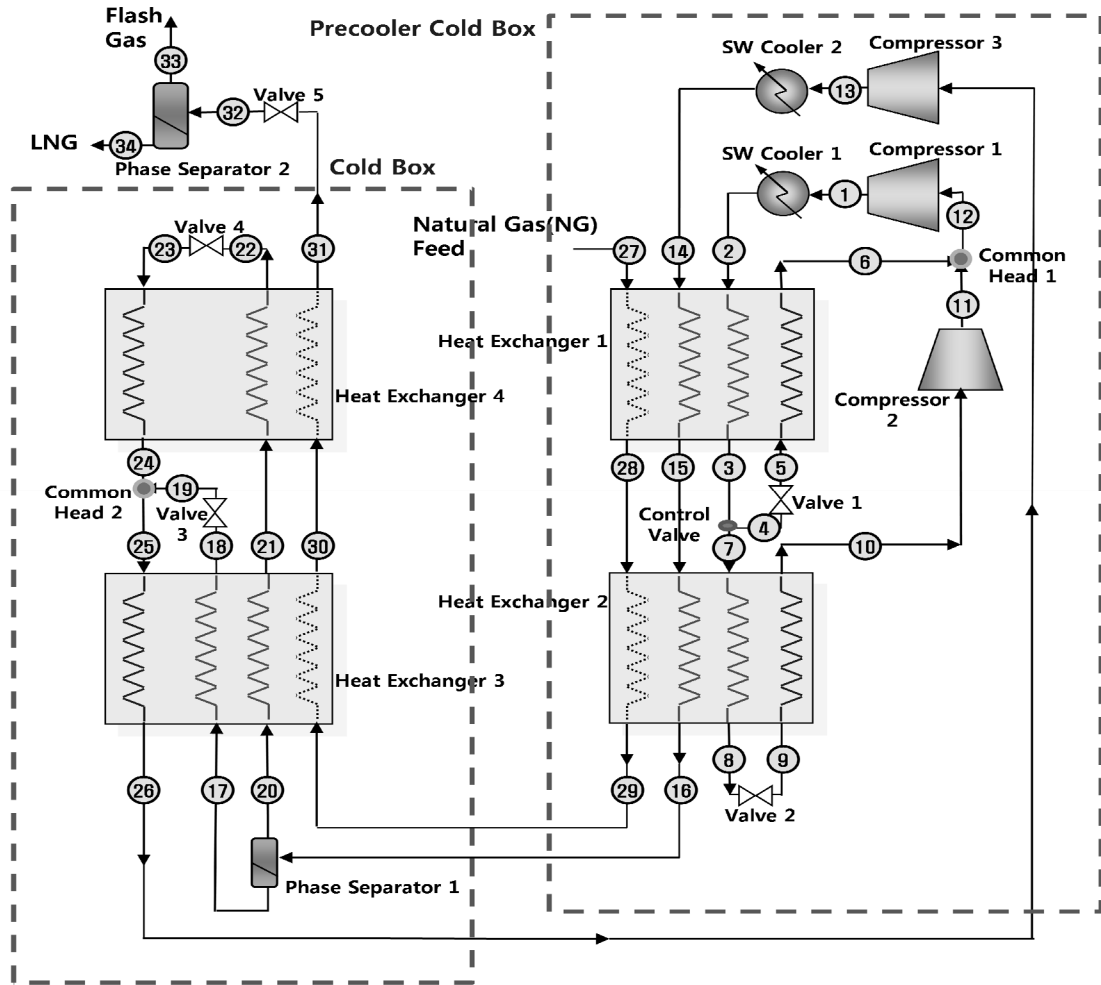 Flash
Gas
33
Precooler Cold Box
SW Cooler 2
Compressor 3
13
Valve 5
32
LNG
34
Phase Separator 2
Cold Box
SW Cooler 1
Compressor 1
1
12
Natural Gas(NG)
Feed
27
14
2
6
Common
Head 1
11
Valve 4
23
22
31
Heat Exchanger 1
Heat Exchanger 4
Compressor
2
24
28
15
3
5
Common
Head 2
19
Valve
3
Valve 1
Control
Valve
4
25
18
21
30
7
10
Heat Exchanger 2
Heat Exchanger 3
8
9
26
17
20
29
16
Valve 2
Phase Separator 1